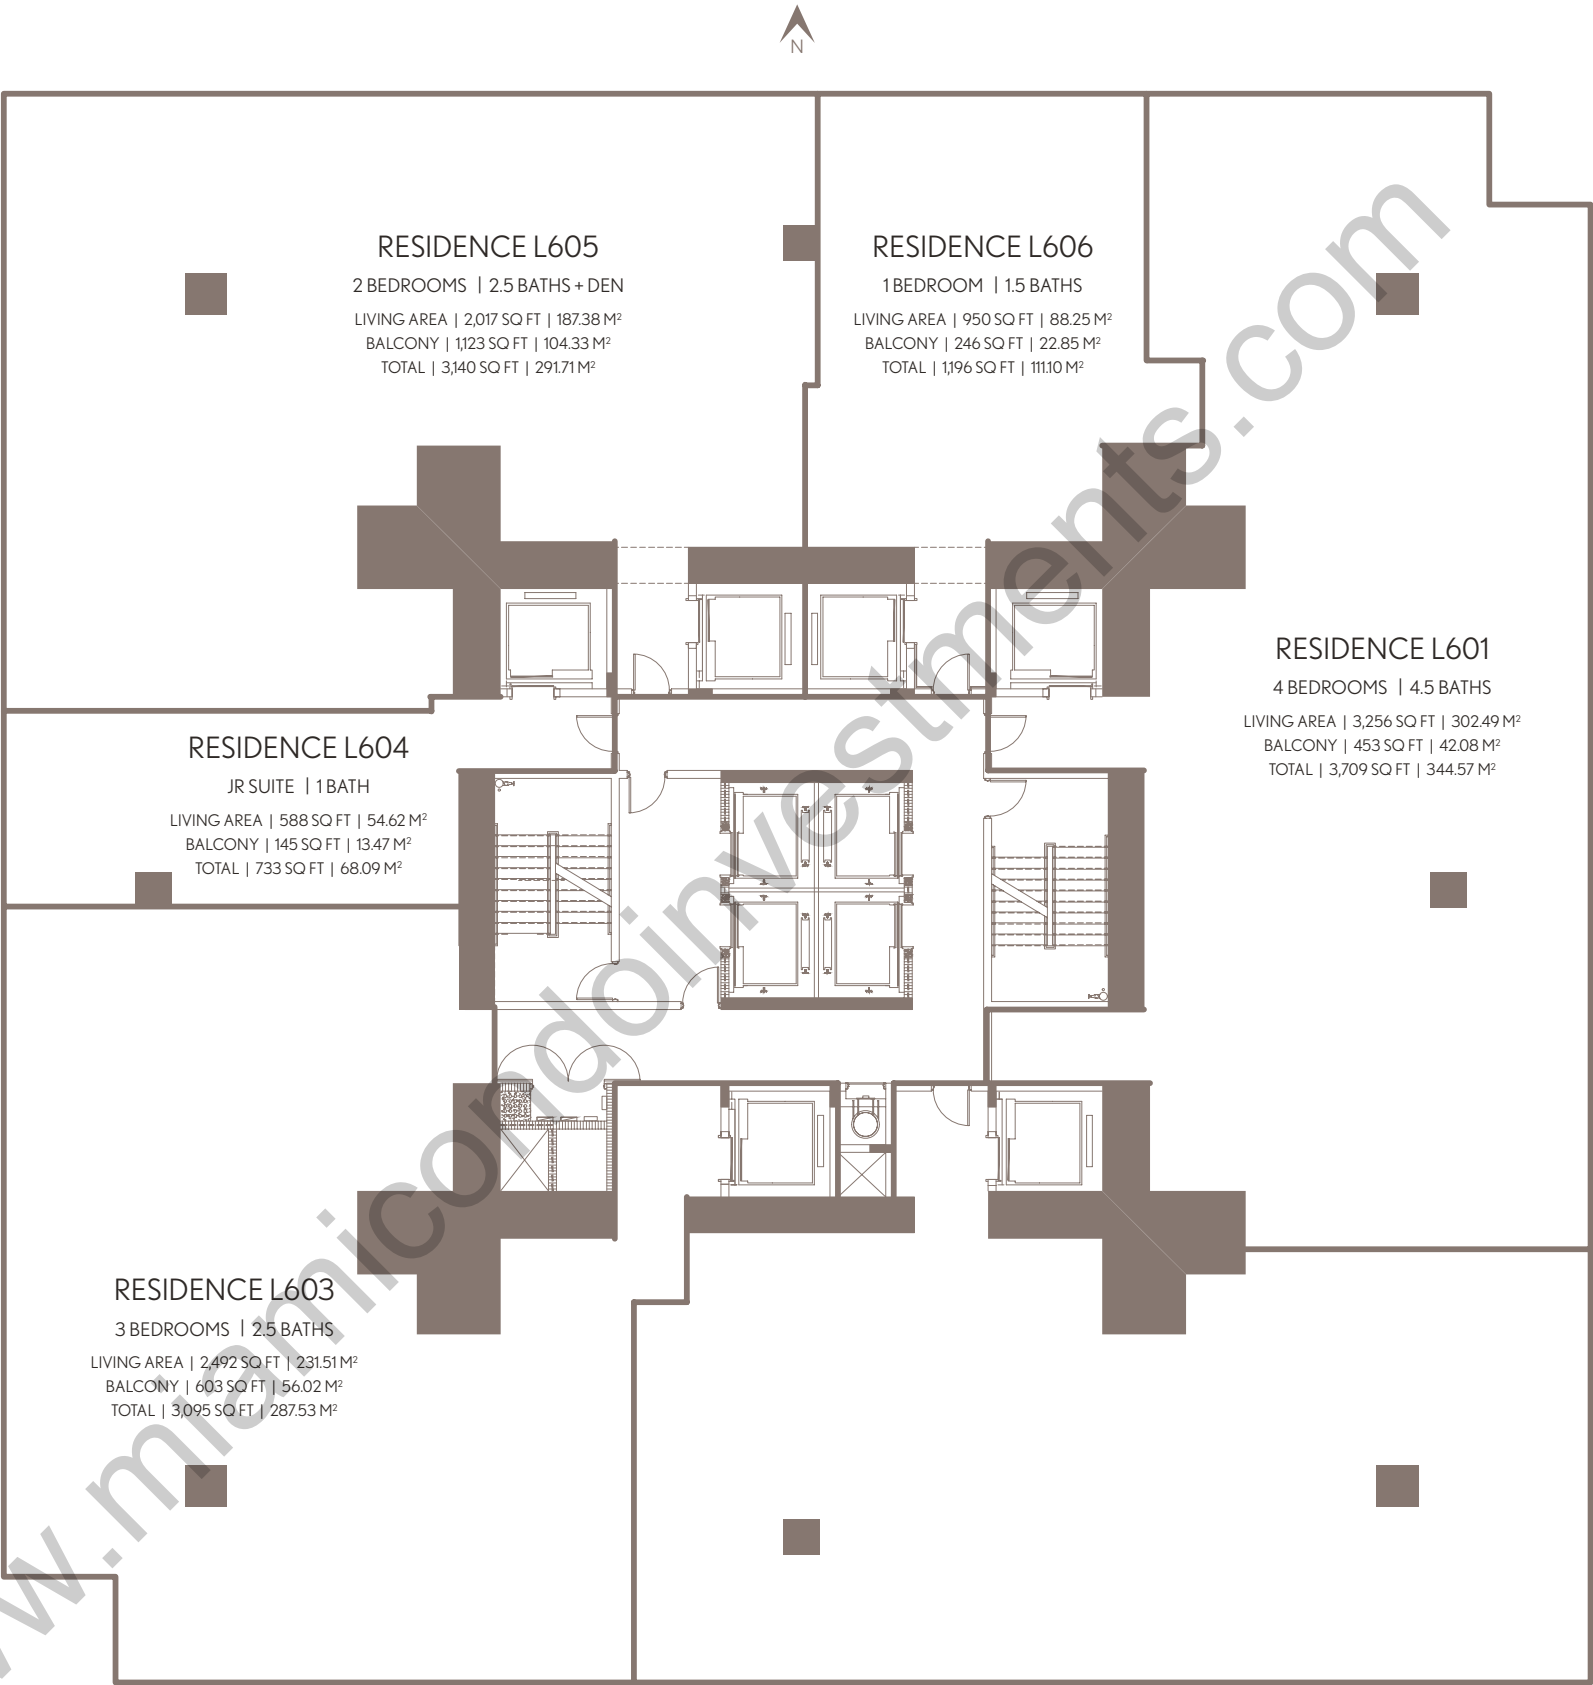 N
RESIDENCE L605
2 BEDROOMS | 2.5 BATHS + DEN
LIVING AREA | 2,017 SQ FT | 187.38 M²
BALCONY | 1,123 SQ FT | 104.33 M²
TOTAL | 3,140 SQ FT | 291.71 M²
RESIDENCE L606
1 BEDROOM | 1.5 BATHS
LIVING AREA | 950 SQ FT | 88.25 M²
BALCONY | 246 SQ FT | 22.85 M²
TOTAL | 1,196 SQ FT | 111.10 M²
RESIDENCE L601
4 BEDROOMS | 4.5 BATHS
LIVING AREA | 3,256 SQ FT | 302.49 M²
BALCONY | 453 SQ FT | 42.08 M²
TOTAL | 3,709 SQ FT | 344.57 M²
RESIDENCE L604
JR SUITE | 1 BATH
LIVING AREA | 588 SQ FT | 54.62 M²
BALCONY | 145 SQ FT | 13.47 M²
TOTAL | 733 SQ FT | 68.09 M²
RESIDENCE L603
3 BEDROOMS | 2.5 BATHS
LIVING AREA | 2,492 SQ FT | 231.51 M²
BALCONY | 603 SQ FT | 56.02 M²
TOTAL | 3,095 SQ FT | 287.53 M²
w.miamicondoinvestments.com